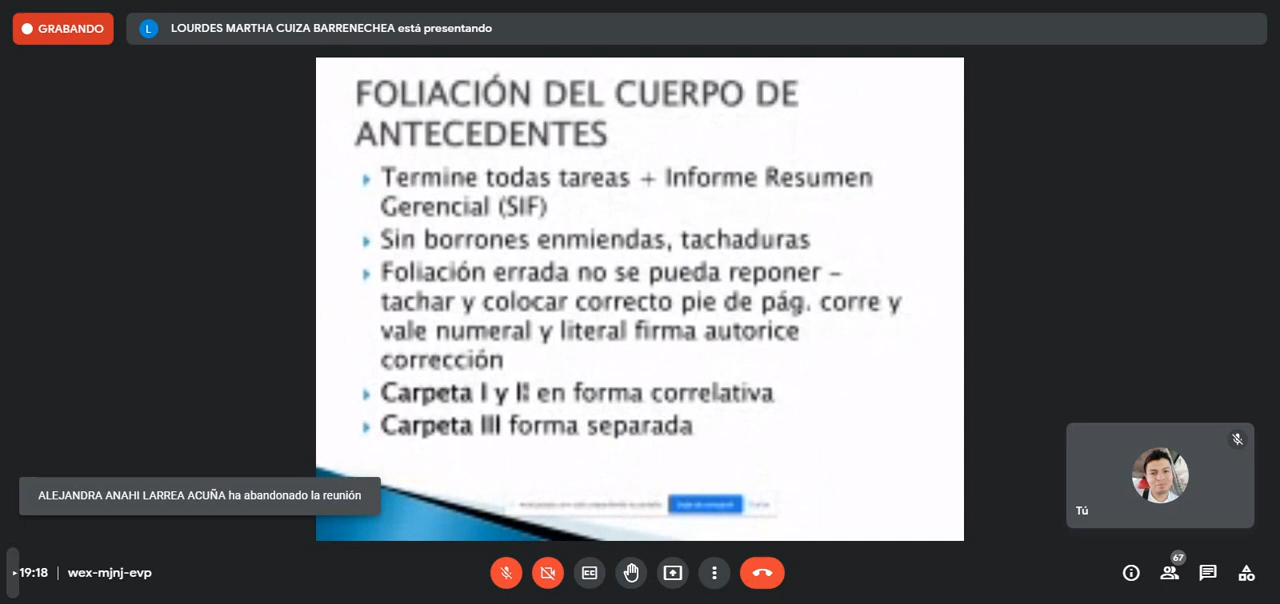 GRABANDO
L
LOURDES MARTHA CUIZA BARRENECHEA está presentando
FOLIACIÓN DEL CUERPO DE
ANTECEDENTES
Termine todas tareas + Informe Resumen
Gerencial (SIF)
Sin borrones enmiendas, tachaduras
Foliación errada no se pueda reponer –
tachar y colocar correcto pie de pág. corre y
vale numeral y literal firma autorice
corrección
Carpeta I y II en forma correlativa
Carpeta III forma separada
ALEJANDRA ANAHI LARREA ACUÑA ha abandonado la reunión
Tú
19:18 | wex-mjnj-evp
CC
67